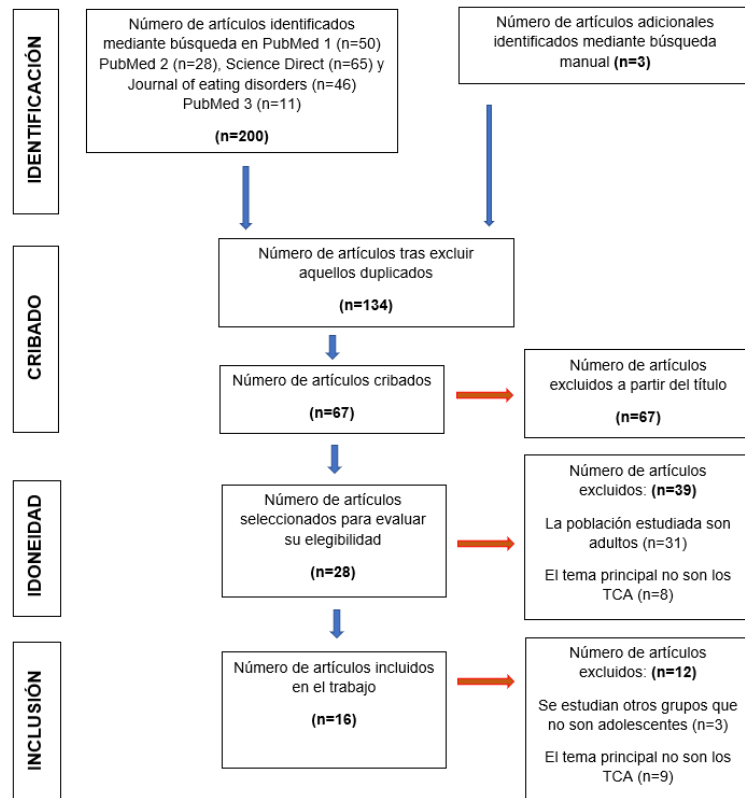 IDENTIFICACIÓN
Número de artículos identificados
mediante búsqueda en PubMed 1 (n=50)
PubMed 2 (n=28), Science Direct (n=65) y
Journal of eating disorders (n=46)
PubMed 3 (n=11)
(n=200)
Número de artículos adicionales
identificados mediante búsqueda
manual (n=3)
CRIBADO
Número de artículos tras excluir
aquellos duplicados
(n=134)
Número de artículos cribados
(n=67)
Número de artículos
excluidos a partir del título
(n=67)
IDONEIDAD
Número de artículos
seleccionados para evaluar
su elegibilidad
(n=28)
Número de artículos
excluidos: (n=39)
La población estudiada son
adultos (n=31)
El tema principal no son los
TCA (n=8)
INCLUSIÓN
Número de artículos incluidos
en el trabajo
(n=16)
Número de artículos
excluidos: (n=12)
Se estudian otros grupos que
no son adolescentes (n=3)
El tema principal no son los
TCA (n=9)